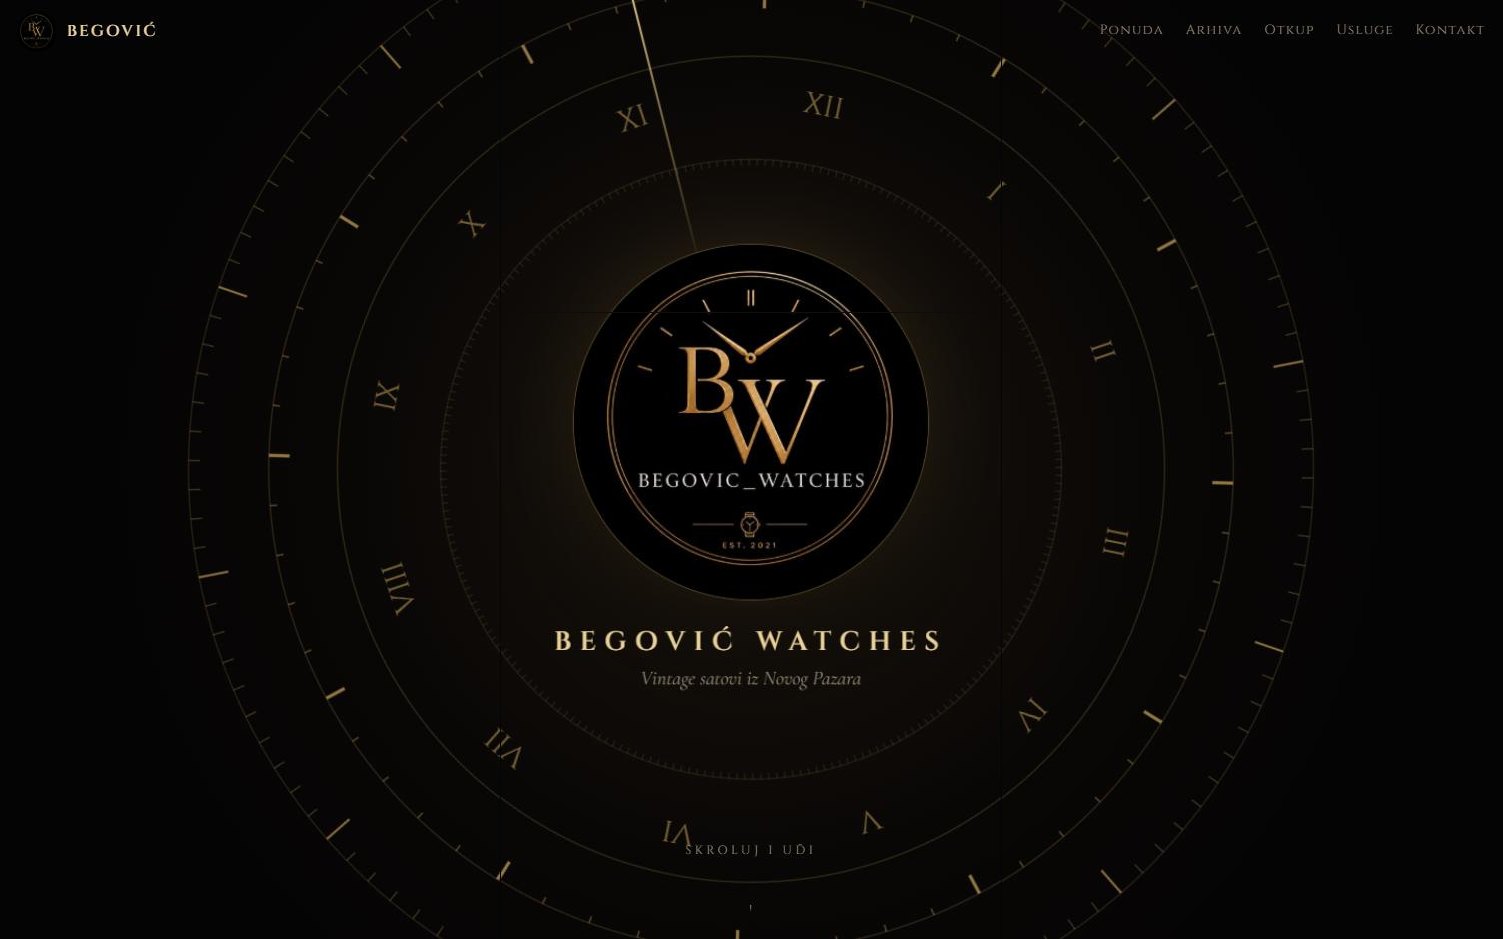 BEGOVIĆ
Ponuda Arhiva Otkup Usluge Kontakt
XII
I
II
III
IV
V
VI
VII
VIII
IX
X
XI
BW
BEGOVIC_WATCHES
EST. 2021
BEGOVIĆ WATCHES
Vintage satovi iz Novog Pazara
SKROLUJ I UĐI